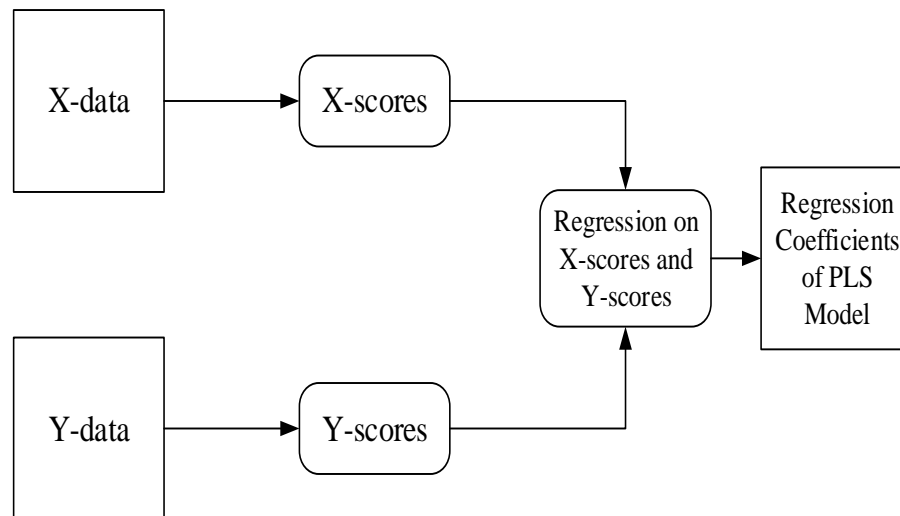 X-data
X-scores
Regression on
X-scores and
Y-scores
Regression
Coefficients
of PLS
Model
Y-data
Y-scores